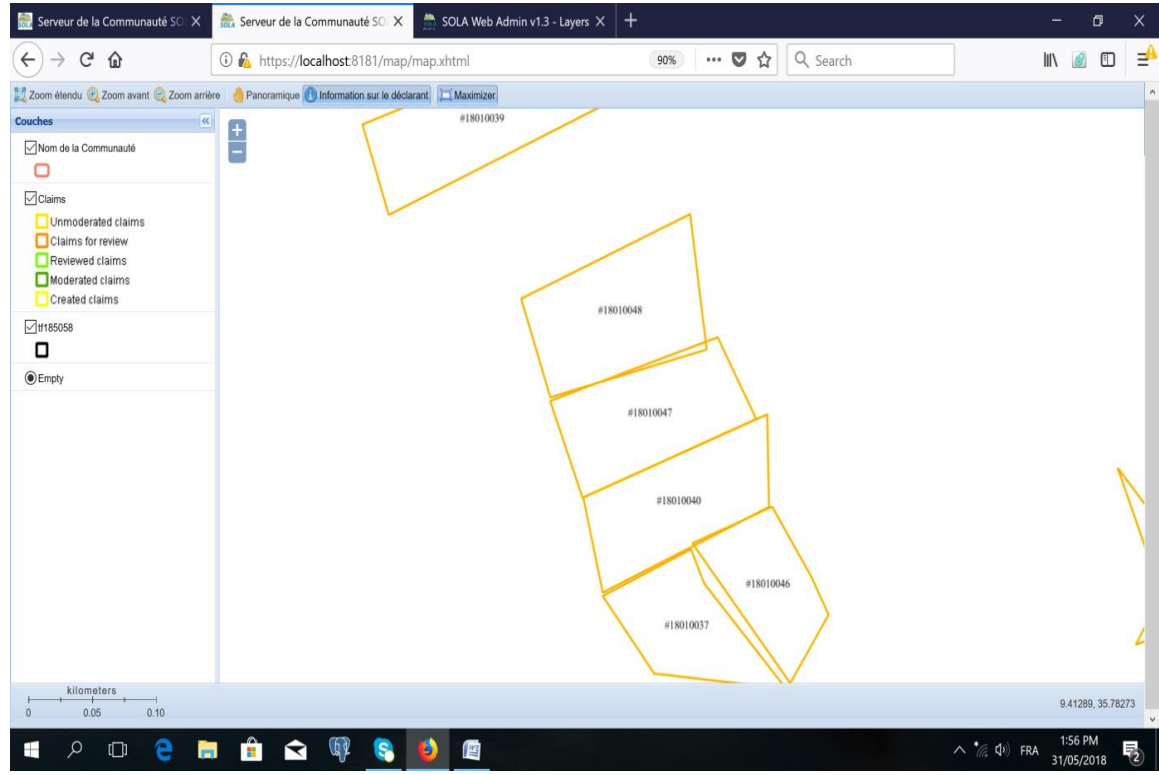 Serveur de la Communauté SO
Serveur de la Communauté SO
SOLA Web Admin v1.3 - Layers
https://localhost:8181/map/map.xhtml
90%
Search
Zoom étendu Zoom avant Zoom arrière Panoramique Information sur le déclarant Maximizer
Couches
Nom de la Communauté
Claims
Unmoderated claims
Claims for review
Reviewed claims
Moderated claims
Created claims
tf185058
Empty
#18010039
#18010048
#18010047
#18010040
#18010046
#18010037
kilometers
0 0.05 0.10
9.41289, 35.78273
FRA
1:56 PM
31/05/2018
2